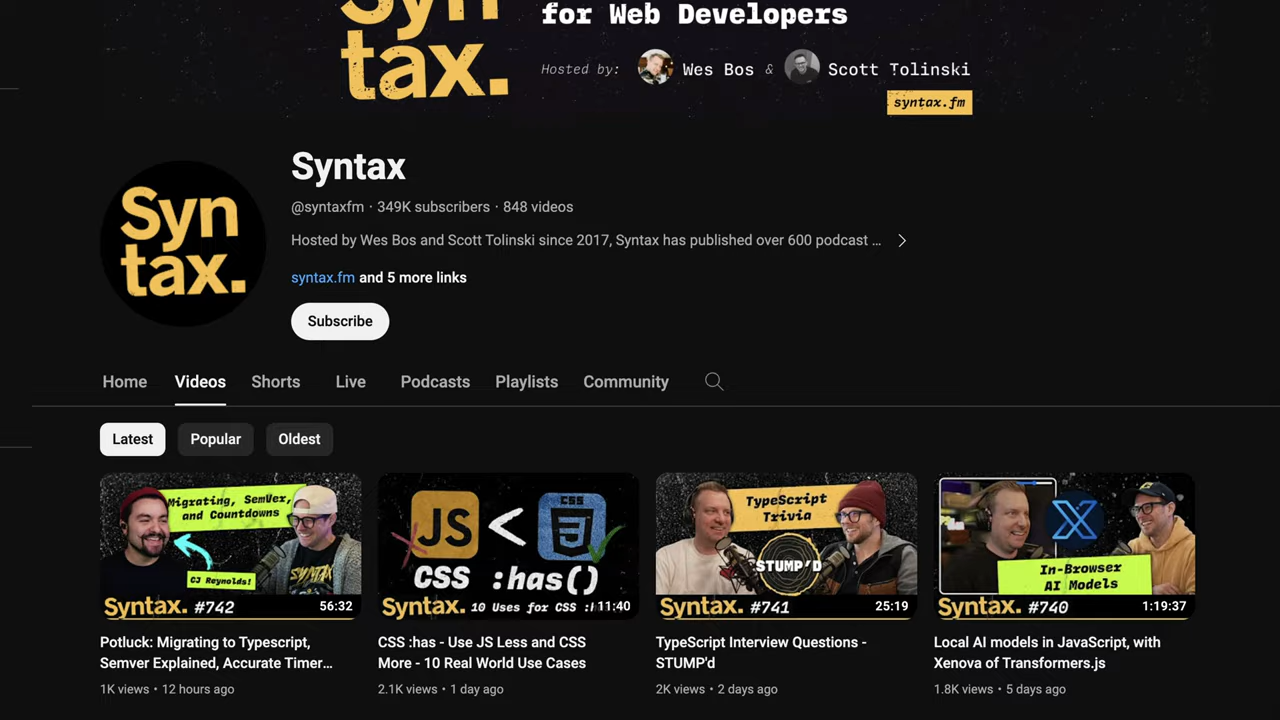 Syn
tax.
for Web Developers
Hosted by: Wes Bos & Scott Tolinski
syntax.fm
Syn
tax.
Syntax
@syntaxfm · 349K subscribers · 848 videos
Hosted by Wes Bos and Scott Tolinski since 2017, Syntax has published over 600 podcast ...
syntax.fm and 5 more links
Subscribe
Home Videos Shorts Live Podcasts Playlists Community
Latest Popular Oldest
Migrating, SemVer,
and Countdowns
CJ Reynolds!
SYNTAX
Syntax. #742 56:32
JS < CSS
CSS :has()
Syntax. 10 Uses for CSS 11:40
TypeScript
Trivia
STUMP'D
Syntax. #741 25:19
In-Browser
AI Models
Syntax. #740 1:19:37
Potluck: Migrating to Typescript,
Semver Explained, Accurate Timer...
1K views · 12 hours ago
CSS :has - Use JS Less and CSS
More - 10 Real World Use Cases
2.1K views · 1 day ago
TypeScript Interview Questions -
STUMP'd
2K views · 2 days ago
Local AI models in JavaScript, with
Xenova of Transformers.js
1.8K views · 5 days ago